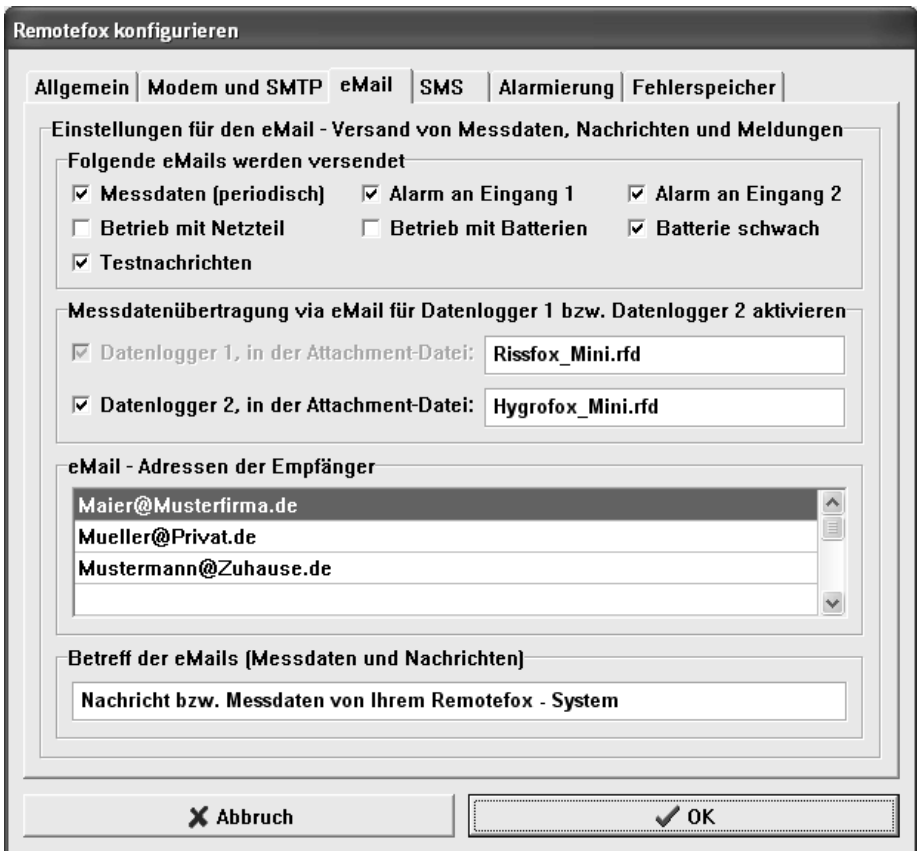 Remotefox konfigurieren
Allgemein Modem und SMTP eMail SMS Alarmierung Fehlerspeicher
Einstellungen für den eMail - Versand von Messdaten, Nachrichten und Meldungen
Folgende eMails werden versendet
Messdaten (periodisch) Alarm an Eingang 1 Alarm an Eingang 2
Betrieb mit Netzteil Betrieb mit Batterien Batterie schwach
Testnachrichten
Messdatenübertragung via eMail für Datenlogger 1 bzw. Datenlogger 2 aktivieren
Datenlogger 1, in der Attachment-Datei: Rissfox_Mini.rfd
Datenlogger 2, in der Attachment-Datei: Hygrofox_Mini.rfd
eMail - Adressen der Empfänger
Maier@Musterfirma.de
Mueller@Privat.de
Mustermann@Zuhause.de
Betreff der eMails (Messdaten und Nachrichten)
Nachricht bzw. Messdaten von Ihrem Remotefox - System
Abbruch OK